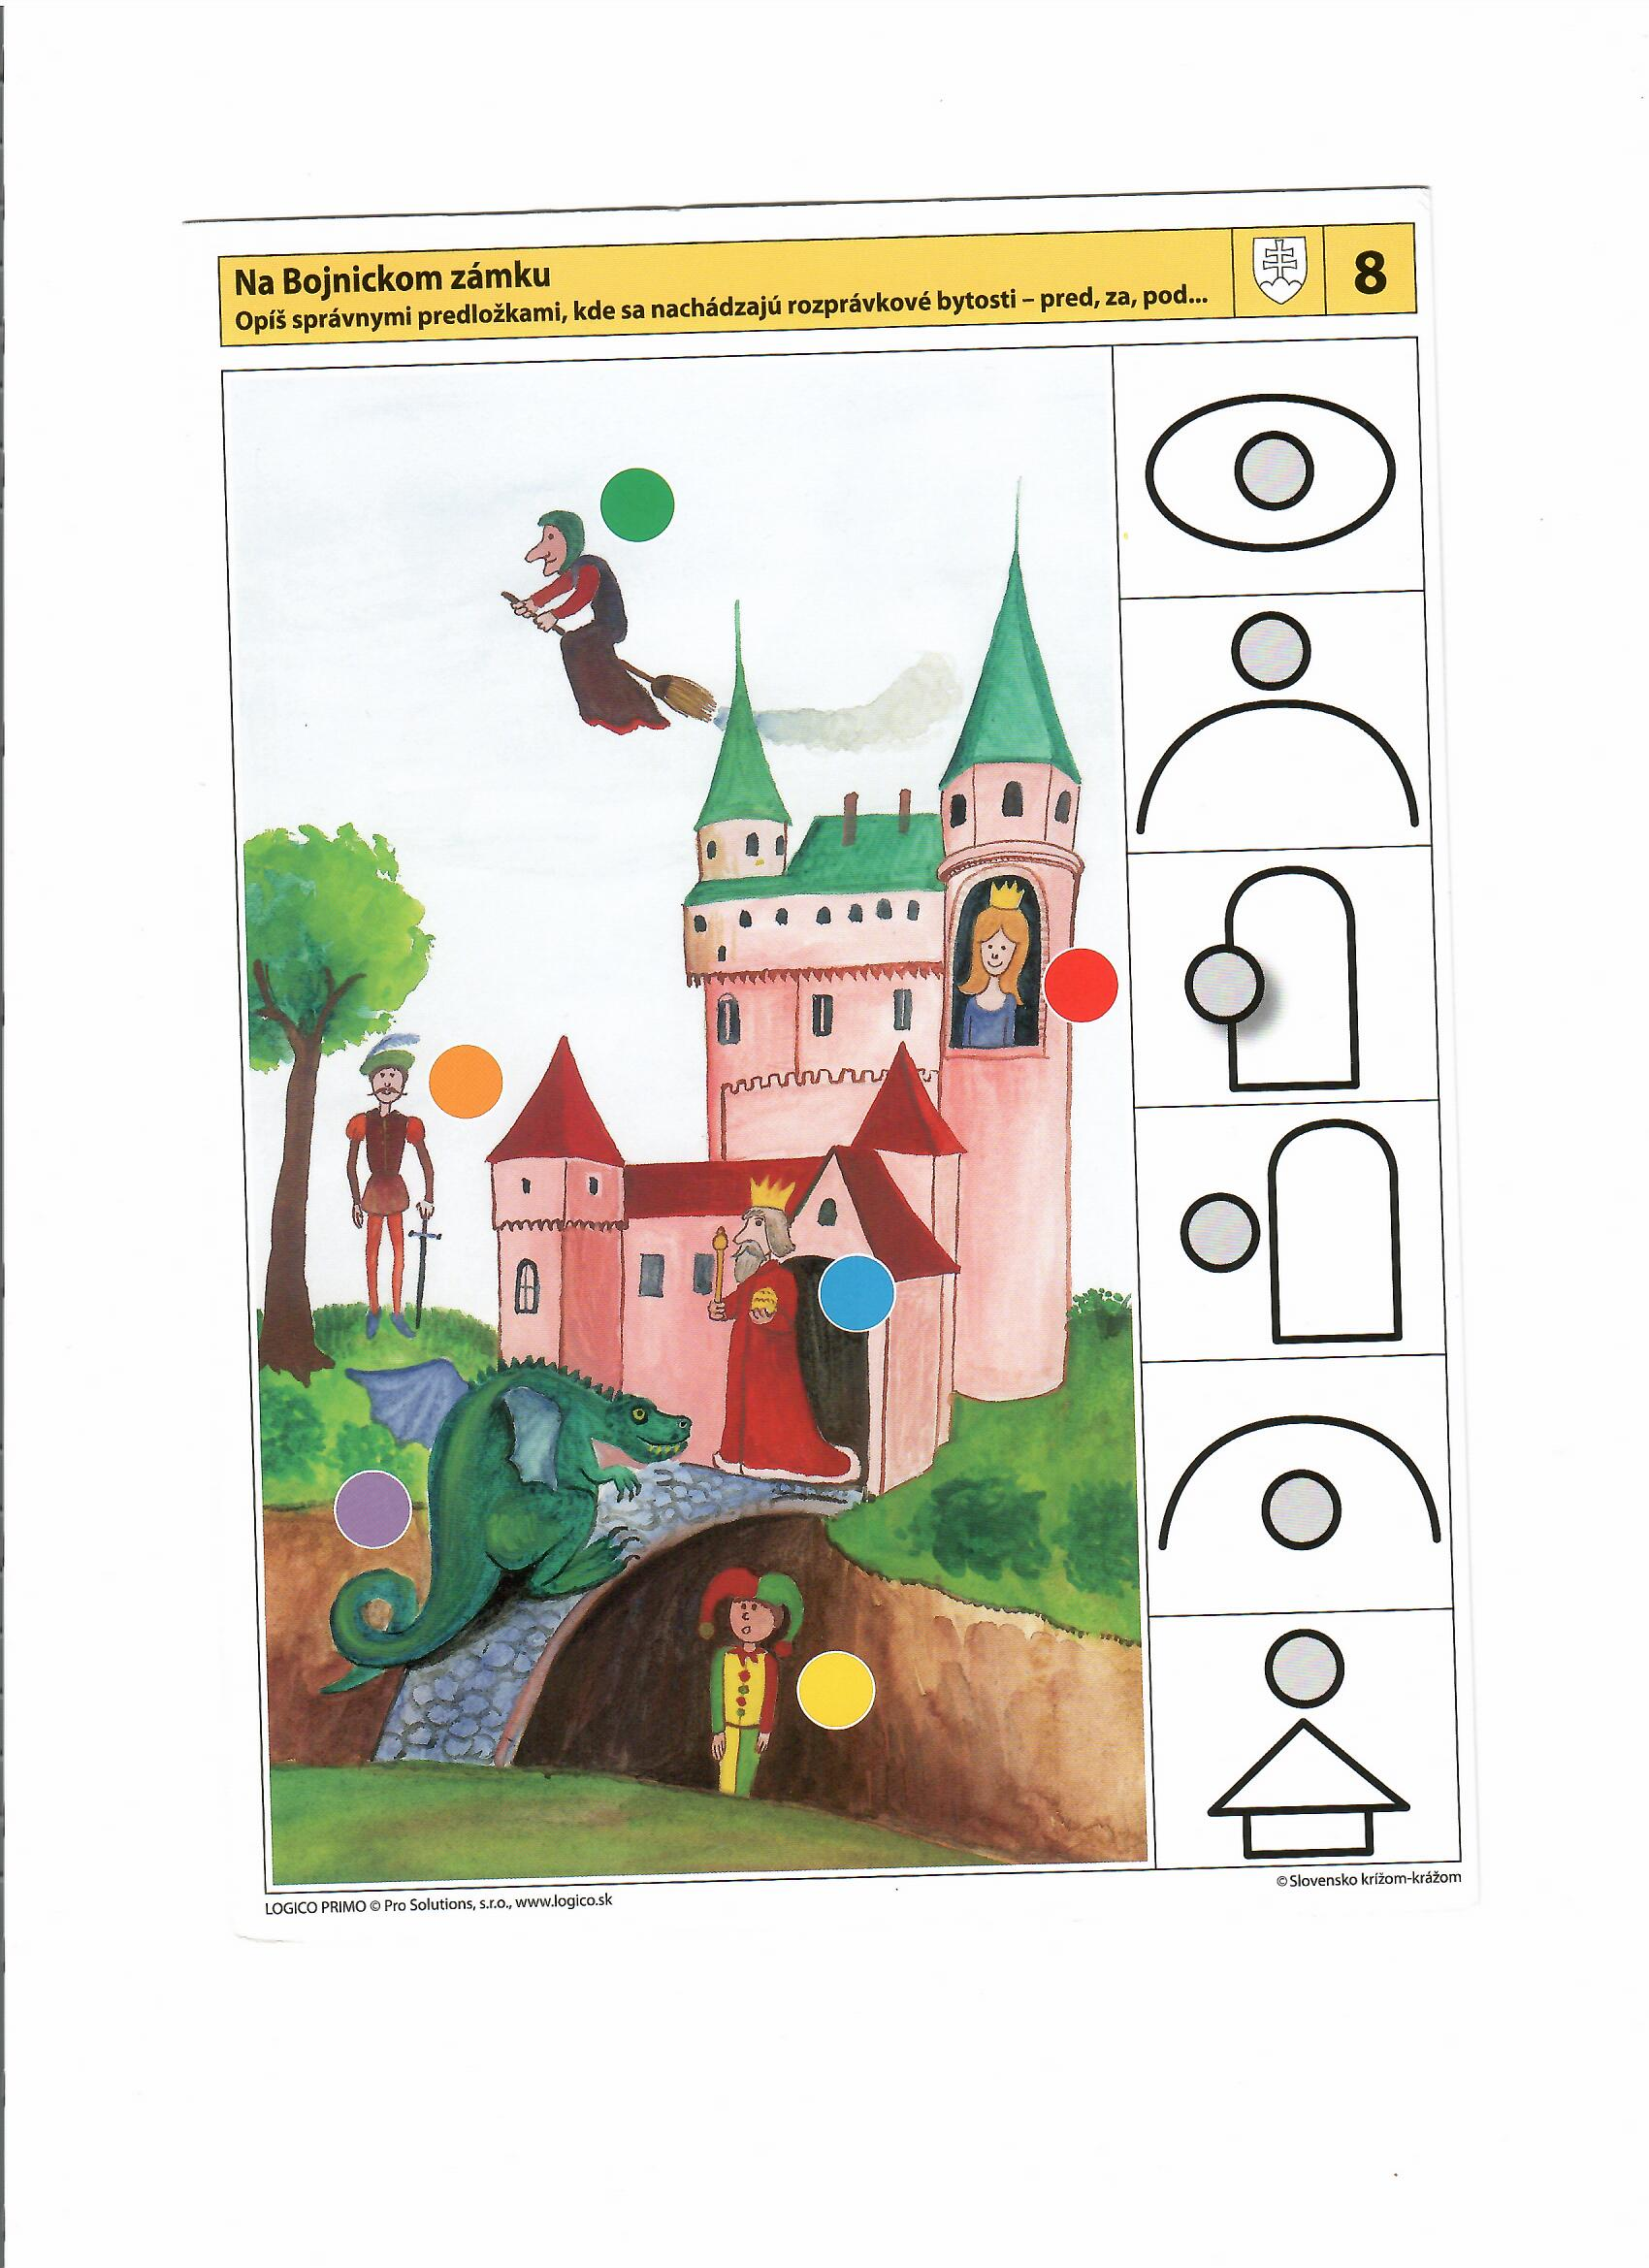 Na Bojnickom zámku
Opíš správnymi predložkami, kde sa nachádzajú rozprávkové bytosti – pred, za, pod...
8
LOGICO PRIMO © Pro Solutions, s.r.o., www.logico.sk
© Slovensko krížom-krážom